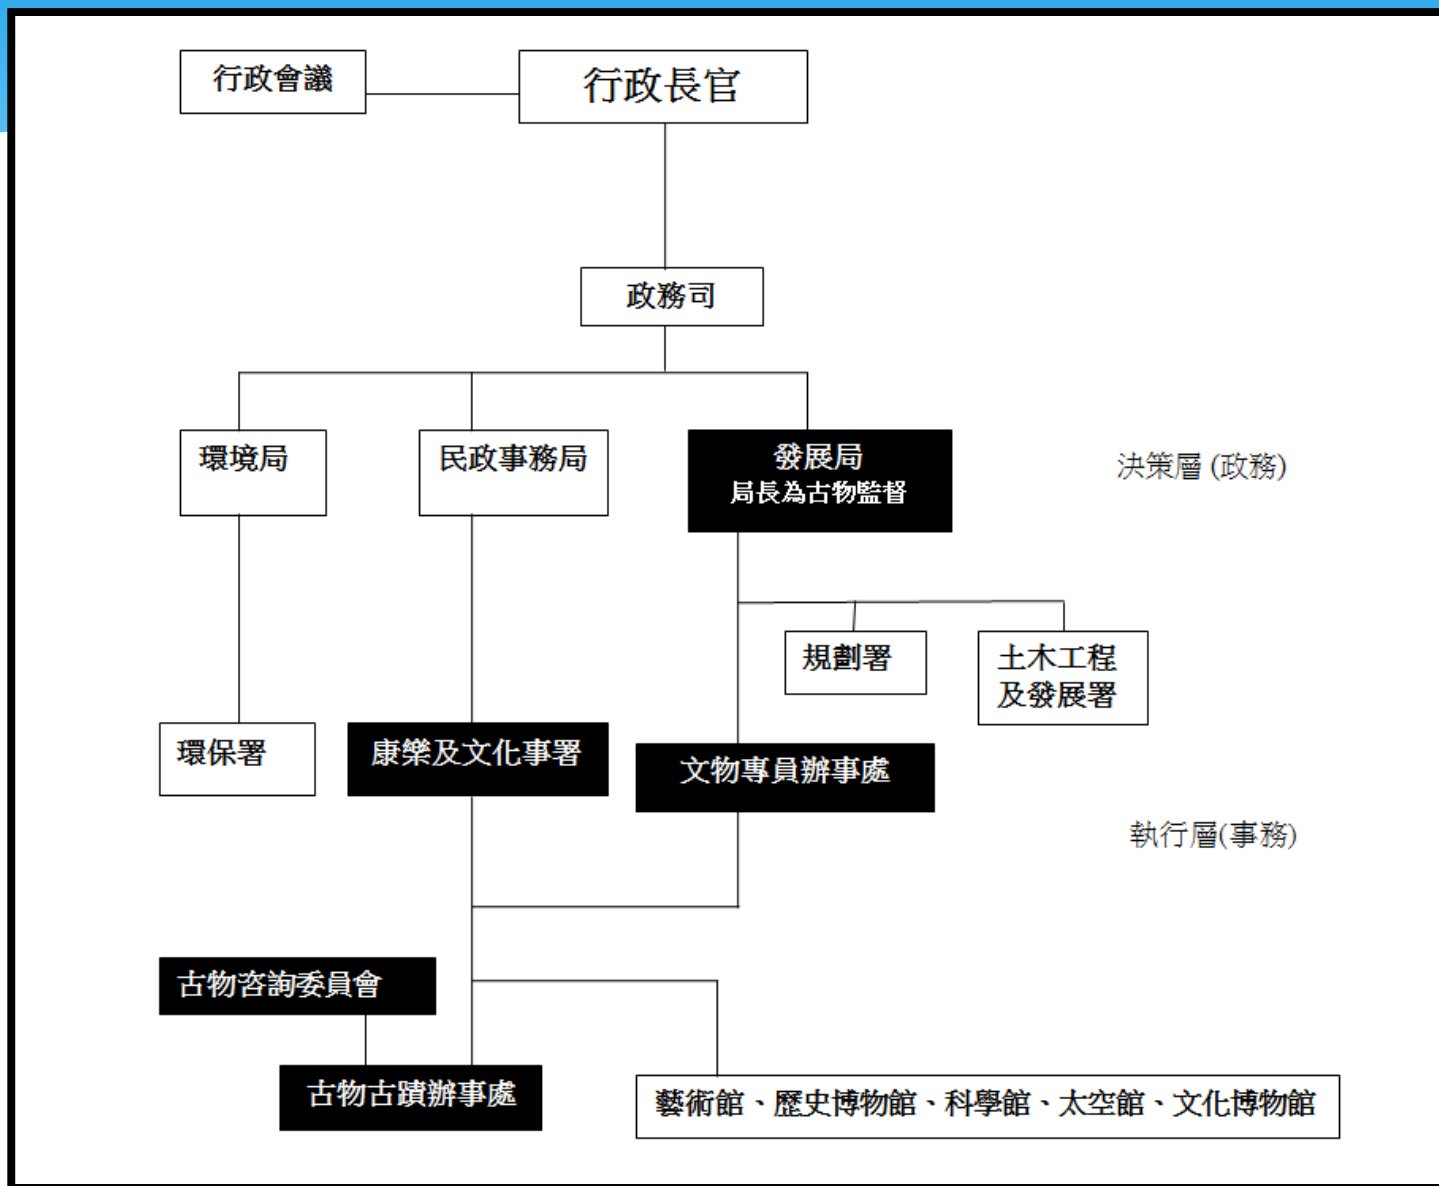 行政會議
行政長官
政務司
環境局
民政事務局
發展局
局長為古物監督
決策層 (政務)
規劃署
土木工程
及發展署
環保署
康樂及文化事署
文物專員辦事處
執行層(事務)
古物咨詢委員會
古物古蹟辦事處
藝術館、歷史博物館、科學館、太空館、文化博物館